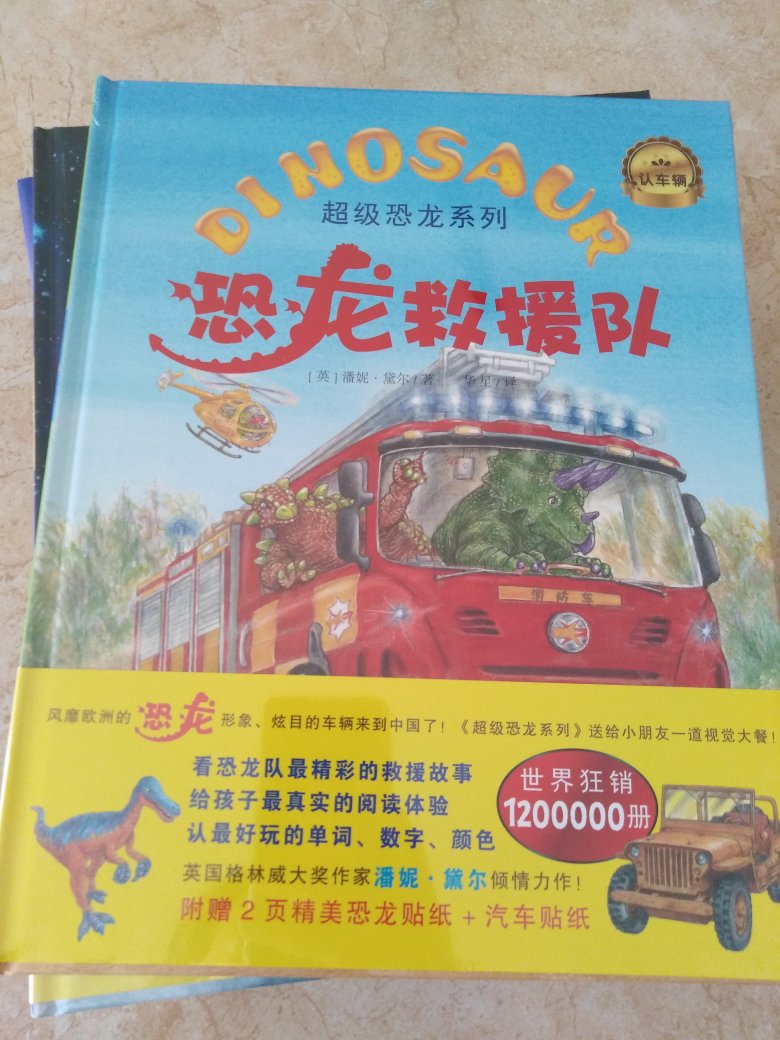 DINOSAUR
认车辆
超级恐龙系列
恐龙救援队
[英]潘妮·黛尔/著 华星/译
消防车
风靡欧洲的恐龙形象、炫目的车辆来到中国了！《超级恐龙系列》送给小朋友一道视觉大餐！
看恐龙队最精彩的救援故事
给孩子最真实的阅读体验
认最好玩的单词、数字、颜色
世界狂销
1200000册
英国格林威大奖作家潘妮·黛尔倾情力作！
附赠2页精美恐龙贴纸+汽车贴纸